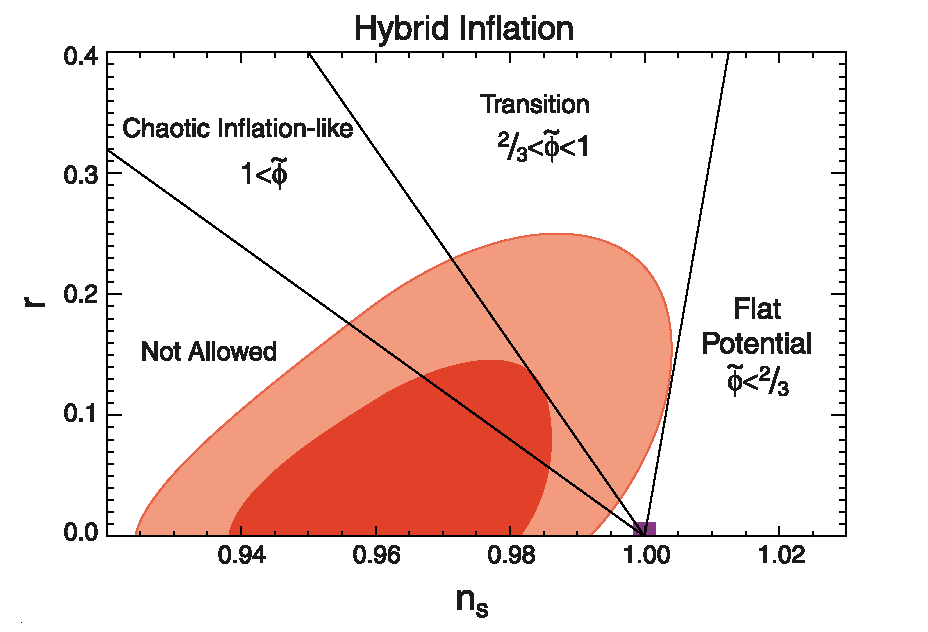 Hybrid Inflation
0.4
0.3
0.2
0.1
0.0
r
Chaotic Inflation-like
1<φ̃
Transition
2/3<φ̃<1
Not Allowed
Flat
Potential
φ̃<2/3
0.94 0.96 0.98 1.00 1.02
nₛ